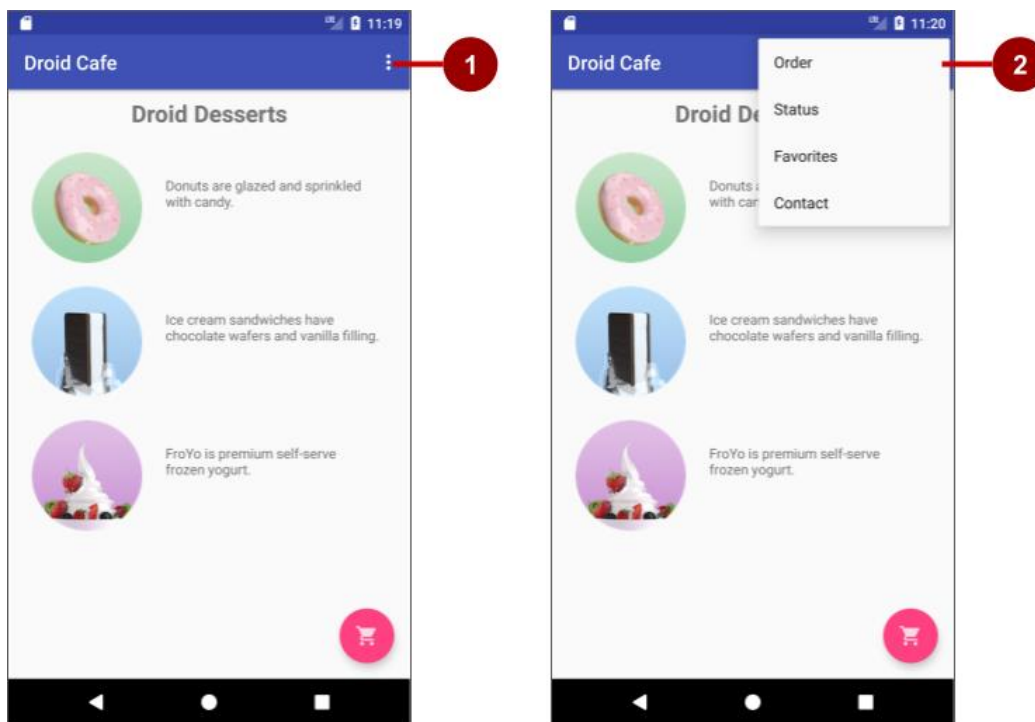 11:19
Droid Cafe
1
Droid Desserts
Donuts are glazed and sprinkled
with candy.
Ice cream sandwiches have
chocolate wafers and vanilla filling.
FroYo is premium self-serve
frozen yogurt.
11:20
Droid Cafe
Order
2
Status
Favorites
Contact
Droid De
Donuts a
with car
Ice cream sandwiches have
chocolate wafers and vanilla filling.
FroYo is premium self-serve
frozen yogurt.